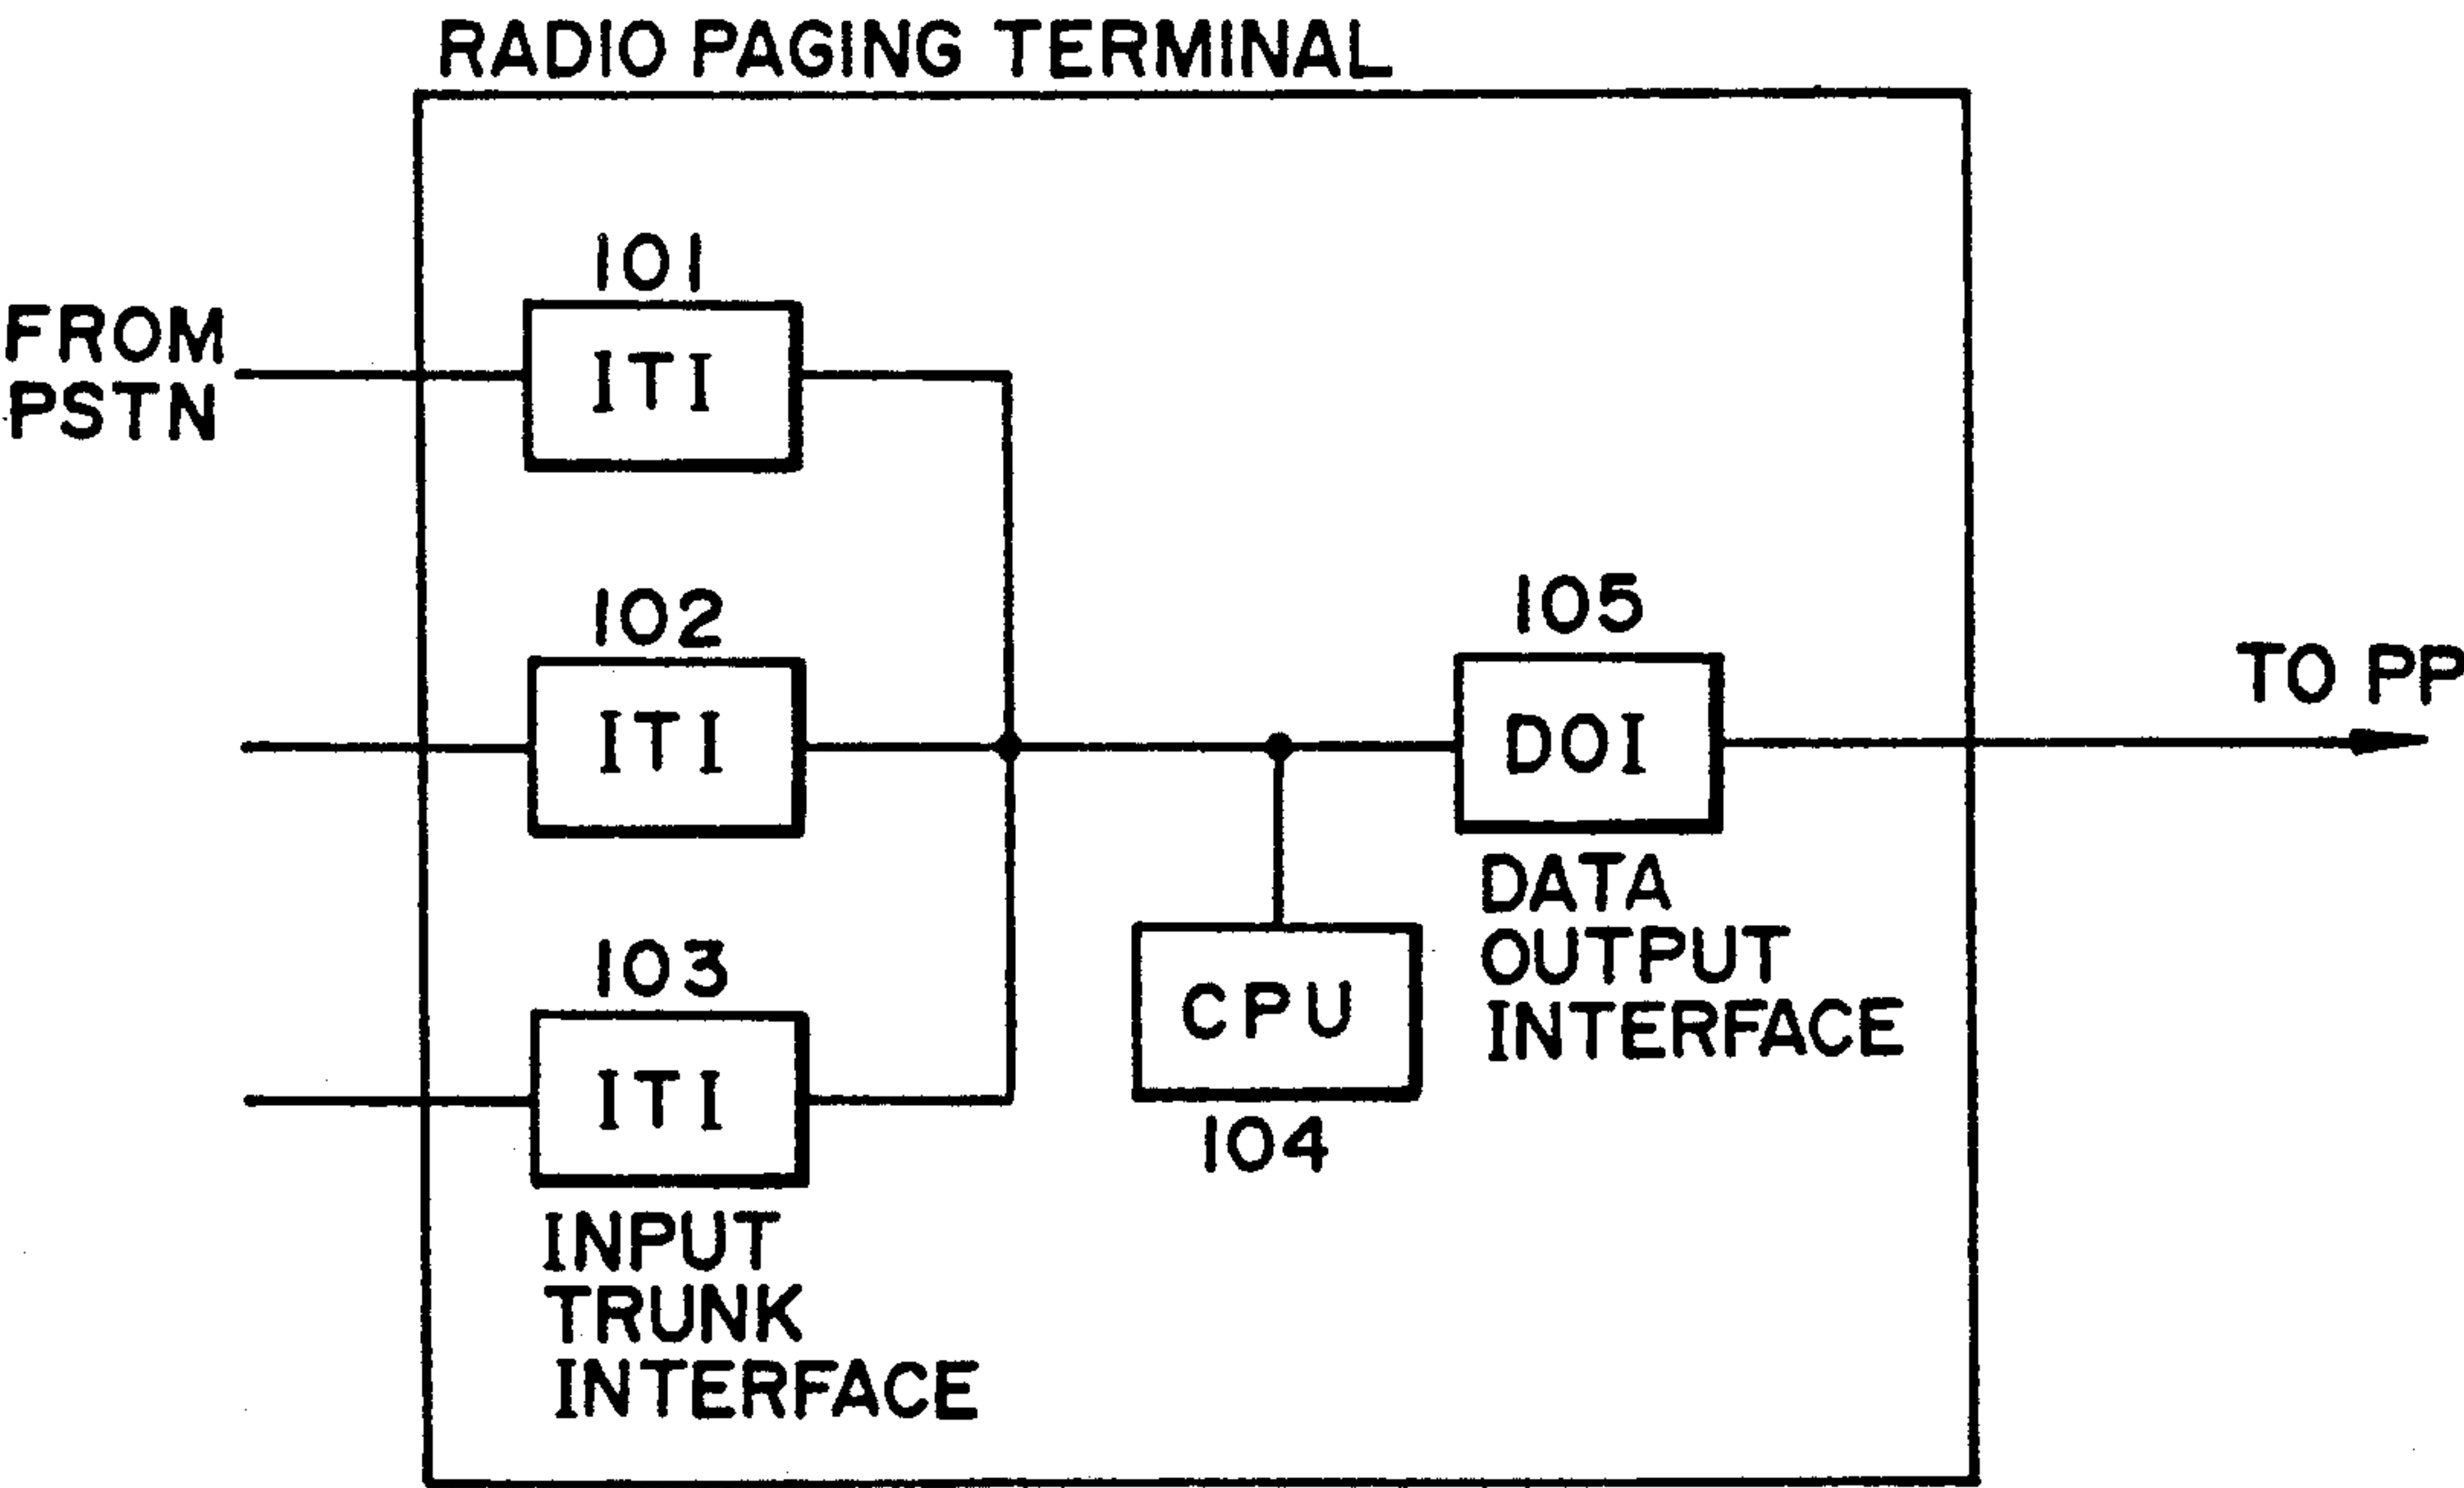 RADIO PAGING TERMINAL
101
FROM
PSTN
ITI
102
ITI
105
TO PP
DOI
DATA
OUTPUT
INTERFACE
103
ITI
CPU
104
INPUT
TRUNK
INTERFACE